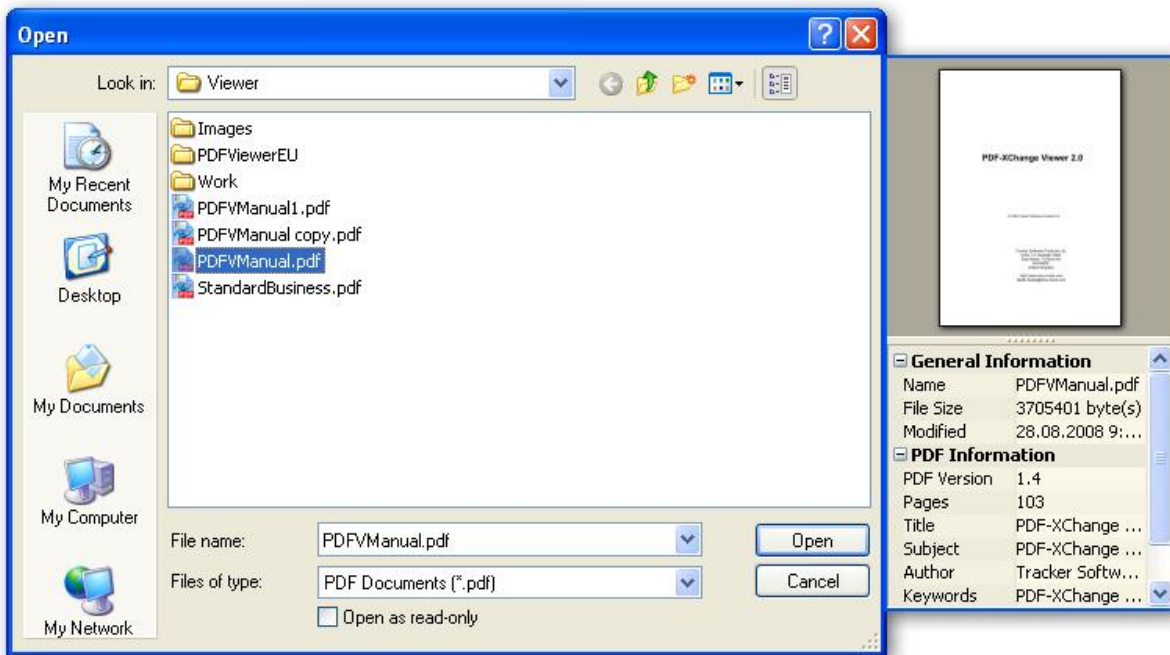 Open
Look in: Viewer
Images
PDFViewerEU
Work
PDFVManual1.pdf
PDFVManual copy.pdf
PDFVManual.pdf
StandardBusiness.pdf
My Recent
Documents
Desktop
My Documents
My Computer
My Network
File name: PDFVManual.pdf
Open
Files of type: PDF Documents (*.pdf)
Cancel
Open as read-only
PDF-XChange Viewer 2.0
General Information
Name PDFVManual.pdf
File Size 3705401 byte(s)
Modified 28.08.2008 9:...
PDF Information
PDF Version 1.4
Pages 103
Title PDF-XChange ...
Subject PDF-XChange ...
Author Tracker Softw...
Keywords PDF-XChange ...